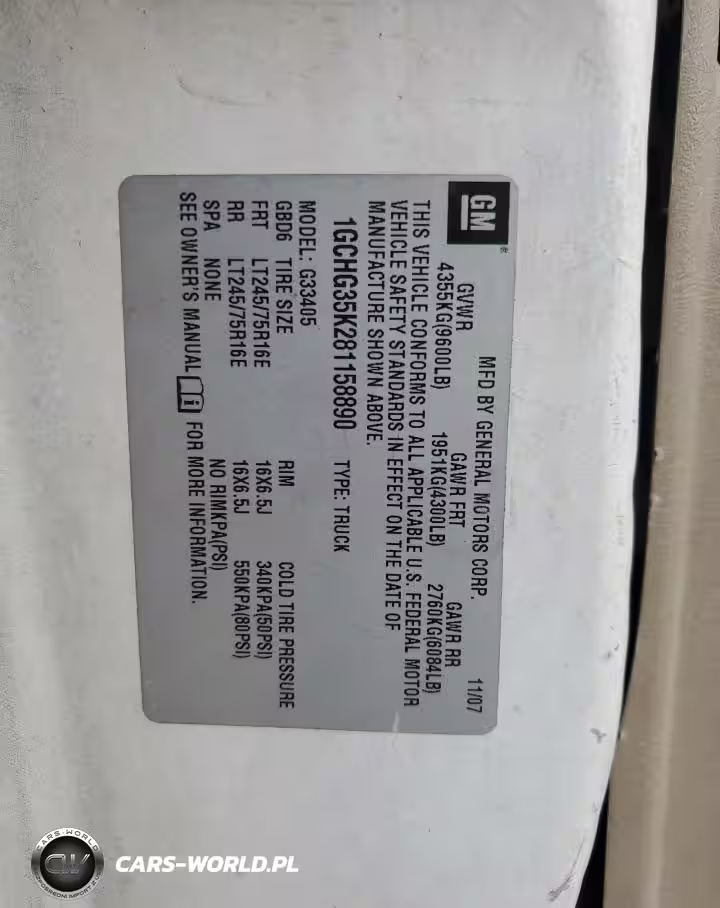 GM®
MFD BY GENERAL MOTORS CORP. 11/07
GVWR GAWR FRT GAWR RR
4355KG(9600LB) 1951KG(4300LB) 2760KG(6084LB)
THIS VEHICLE CONFORMS TO ALL APPLICABLE U.S. FEDERAL MOTOR
VEHICLE SAFETY STANDARDS IN EFFECT ON THE DATE OF
MANUFACTURE SHOWN ABOVE.
1GCHG35K281158890 TYPE: TRUCK
MODEL: G33405
GBD6 TIRE SIZE RIM COLD TIRE PRESSURE
FRT LT245/75R16E 16X6.5J 340KPA(50PSI)
RR LT245/75R16E 16X6.5J 550KPA(80PSI)
SPA NONE NO RIMKPA(PSI)
SEE OWNER'S MANUAL FOR MORE INFORMATION.
CARS-WORLD
CW
CARS-WORLD.PL